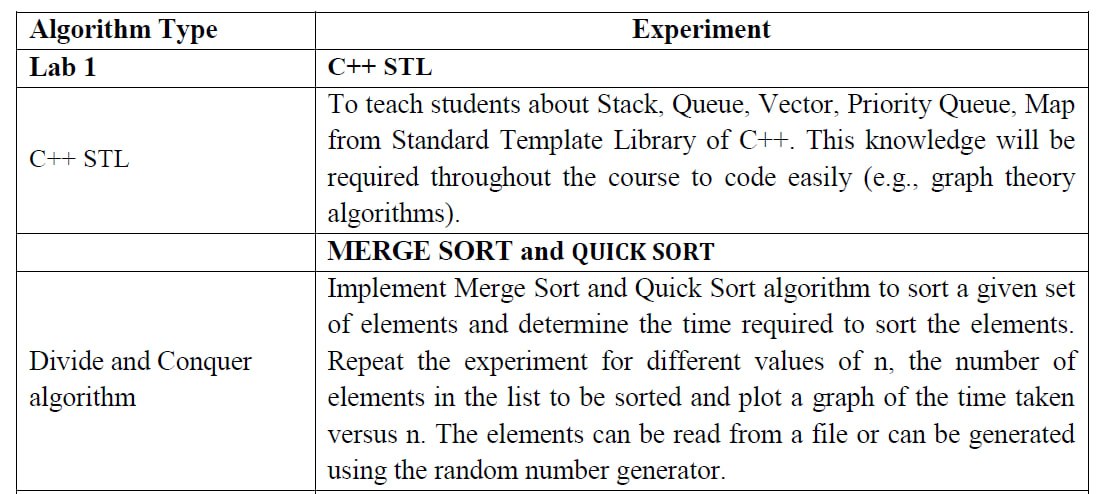 Algorithm Type
Experiment
Lab 1
C++ STL
C++ STL
To teach students about Stack, Queue, Vector, Priority Queue, Map
from Standard Template Library of C++. This knowledge will be
required throughout the course to code easily (e.g., graph theory
algorithms).
MERGE SORT and QUICK SORT
Divide and Conquer
algorithm
Implement Merge Sort and Quick Sort algorithm to sort a given set
of elements and determine the time required to sort the elements.
Repeat the experiment for different values of n, the number of
elements in the list to be sorted and plot a graph of the time taken
versus n. The elements can be read from a file or can be generated
using the random number generator.